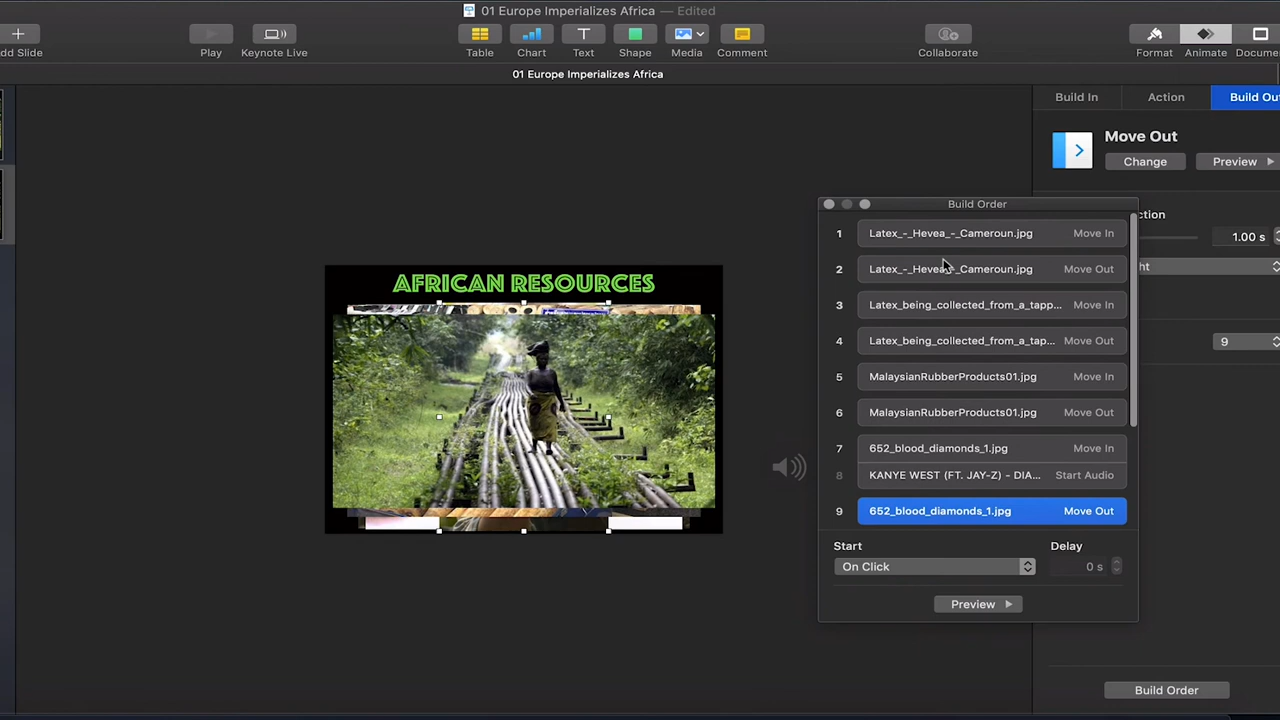 01 Europe Imperializes Africa — Edited
dd Slide
Play
Keynote Live
Table
Chart
Text
Shape
Media
Comment
Collaborate
Format
Animate
Docume
01 Europe Imperializes Africa
Build In
Action
Build Ou
Move Out
Change
Preview
Build Order
ction
1.00 s
ht
9
1 Latex_-_Hevea_-_Cameroun.jpg Move In
2 Latex_-_Hevea_-_Cameroun.jpg Move Out
3 Latex_being_collected_from_a_tapp... Move In
4 Latex_being_collected_from_a_tap... Move Out
5 MalaysianRubberProducts01.jpg Move In
6 MalaysianRubberProducts01.jpg Move Out
7 652_blood_diamonds_1.jpg Move In
8 KANYE WEST (FT. JAY-Z) - DIA... Start Audio
9 652_blood_diamonds_1.jpg Move Out
Start
Delay
On Click
0 s
Preview
AFRICAN RESOURCES
Build Order